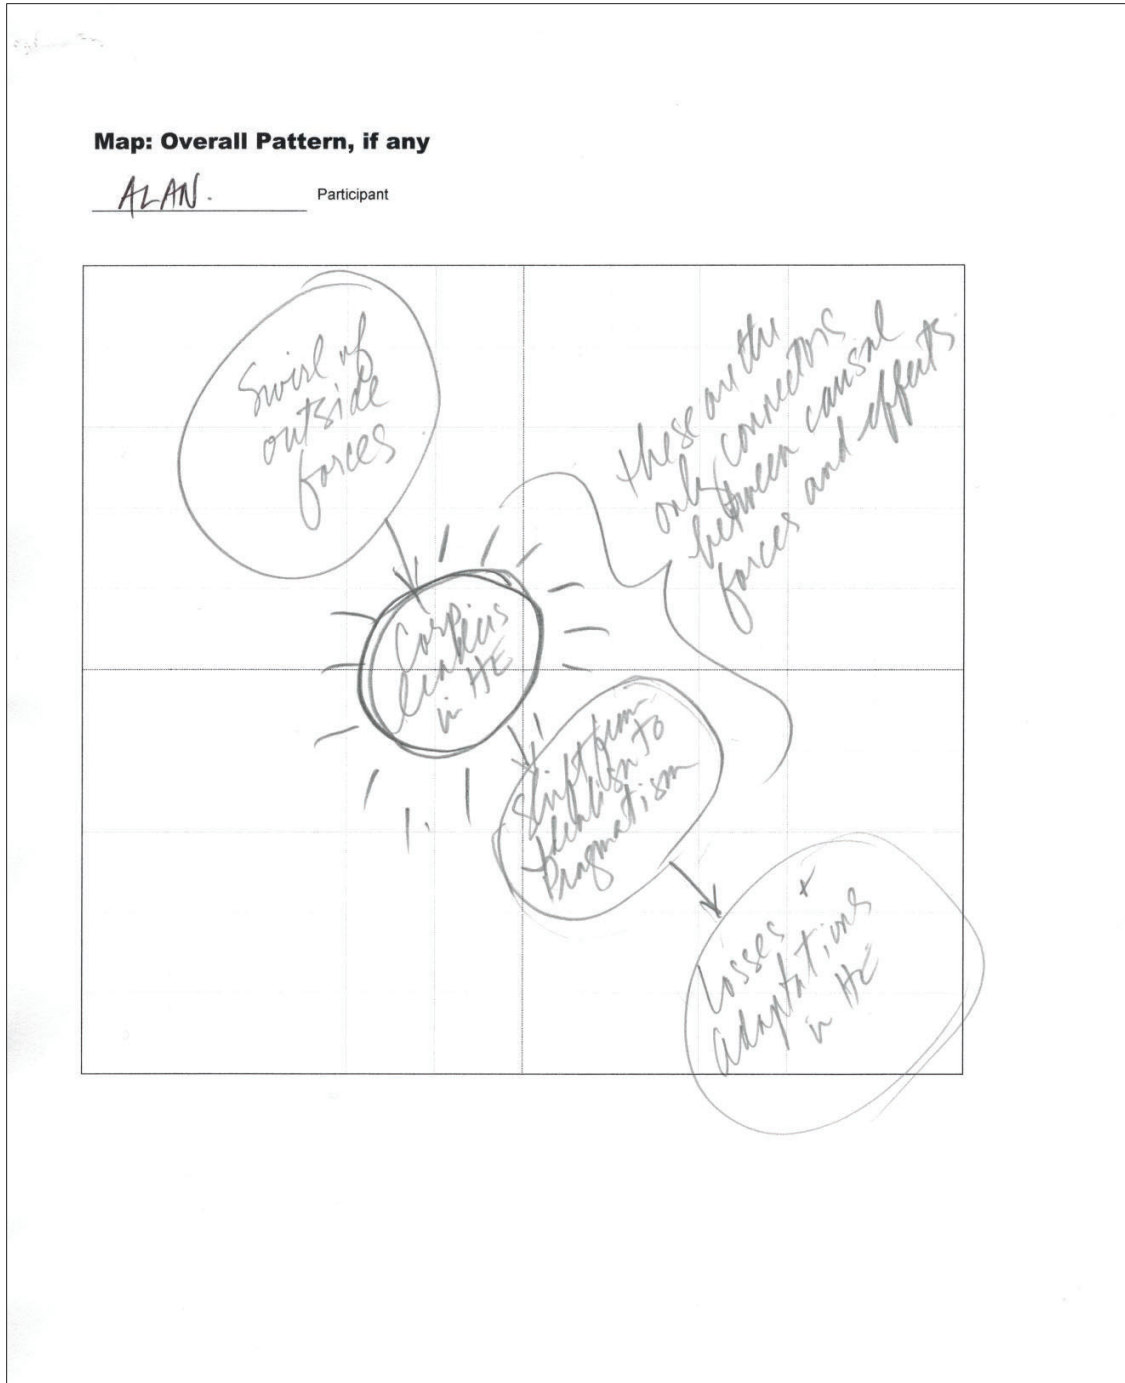 Map: Overall Pattern, if any
ALAN.
Participant
Swirl of
outside
forces
these are the
only connectors
between causal
forces and effects
Corp.
leaders
in HE
Shift from
Idealism to
Pragmatism
Losses +
adaptations
in HE